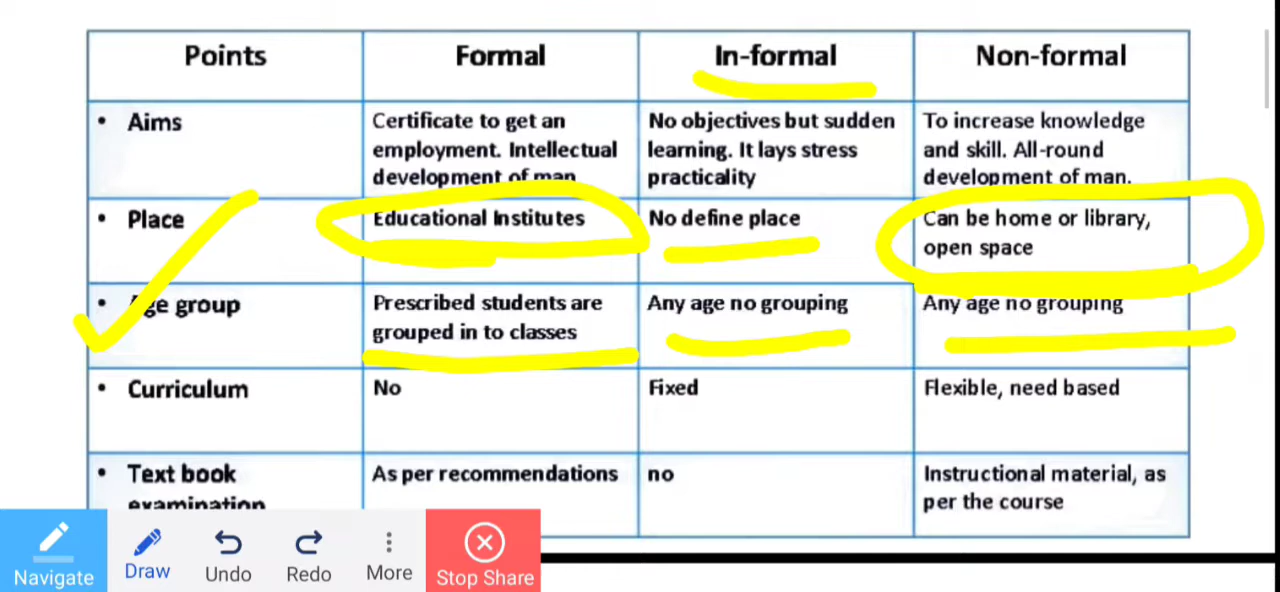 Points Formal In-formal Non-formal
• Aims
Certificate to get an
employment. Intellectual
development of man
No objectives but sudden
learning. It lays stress
practicality
To increase knowledge
and skill. All-round
development of man.
• Place
Educational Institutes
No define place
Can be home or library,
open space
• Age group
Prescribed students are
grouped in to classes
Any age no grouping
Any age no grouping
• Curriculum
No
Fixed
Flexible, need based
• Text book
examination
As per recommendations
no
Instructional material, as
per the course
Navigate Draw Undo Redo More Stop Share